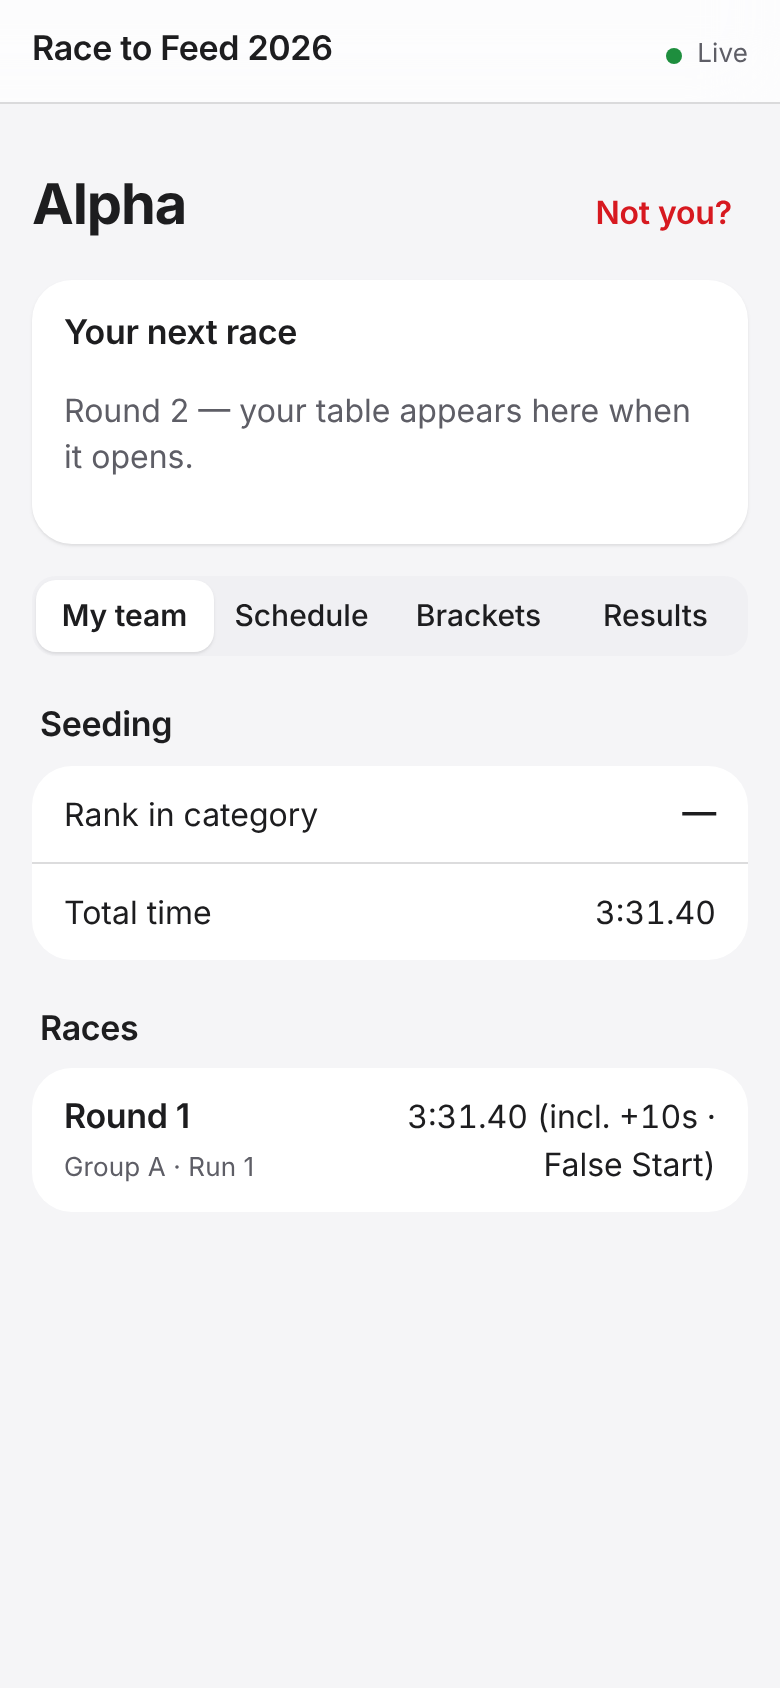 Race to Feed 2026
Live
Alpha
Not you?
Your next race
Round 2 — your table appears here when
it opens.
My team
Schedule
Brackets
Results
Seeding
Rank in category
—
Total time
3:31.40
Races
Round 1
3:31.40 (incl. +10s ·
Group A · Run 1
False Start)